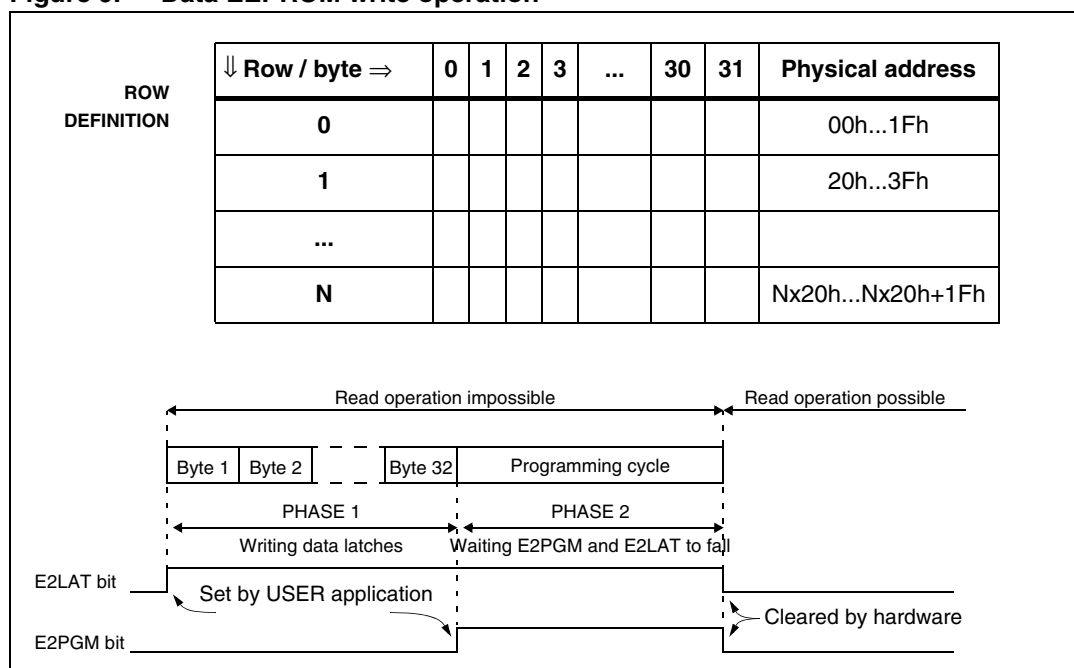 Figure 9. Data EEPROM write operation
ROW DEFINITION
⇓ Row / byte ⇒ 0 1 2 3 ... 30 31 Physical address
0 00h...1Fh
1 20h...3Fh
...
N Nx20h...Nx20h+1Fh
Read operation impossible Read operation possible
Byte 1 Byte 2 Byte 32 Programming cycle
PHASE 1 PHASE 2
Writing data latches Waiting E2PGM and E2LAT to fall
E2LAT bit
Set by USER application
Cleared by hardware
E2PGM bit